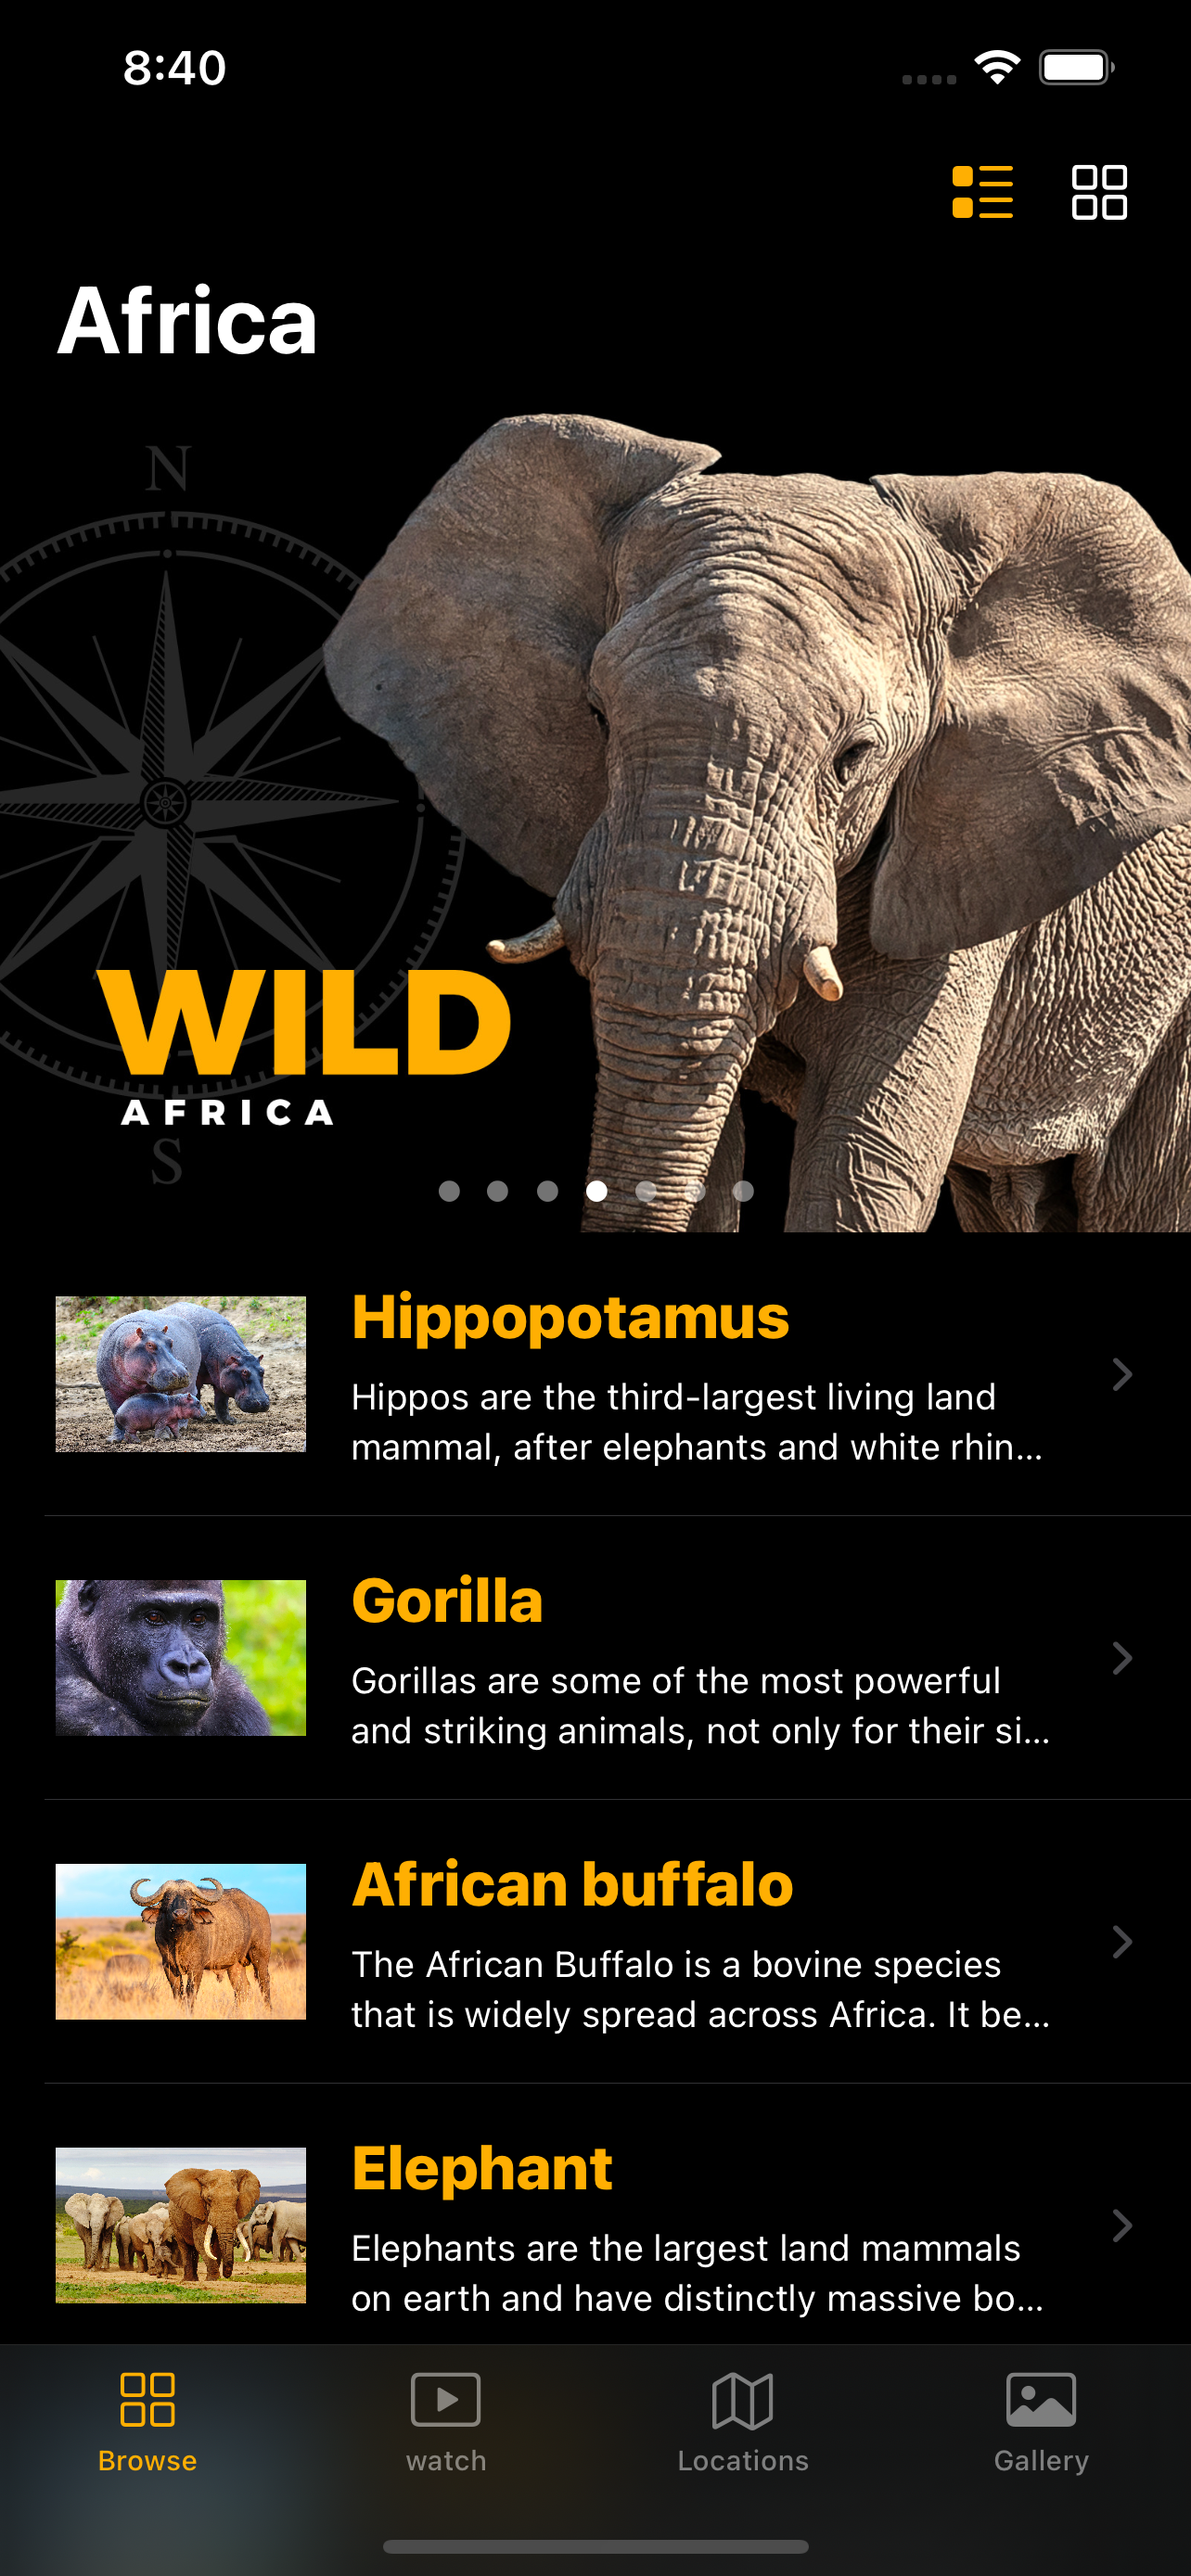 8:40
Africa
N
WILD
AFRICA
S
Hippopotamus
Hippos are the third-largest living land
mammal, after elephants and white rhin...
Gorilla
Gorillas are some of the most powerful
and striking animals, not only for their si...
African buffalo
The African Buffalo is a bovine species
that is widely spread across Africa. It be...
Elephant
Elephants are the largest land mammals
on earth and have distinctly massive bo...
Browse
watch
Locations
Gallery